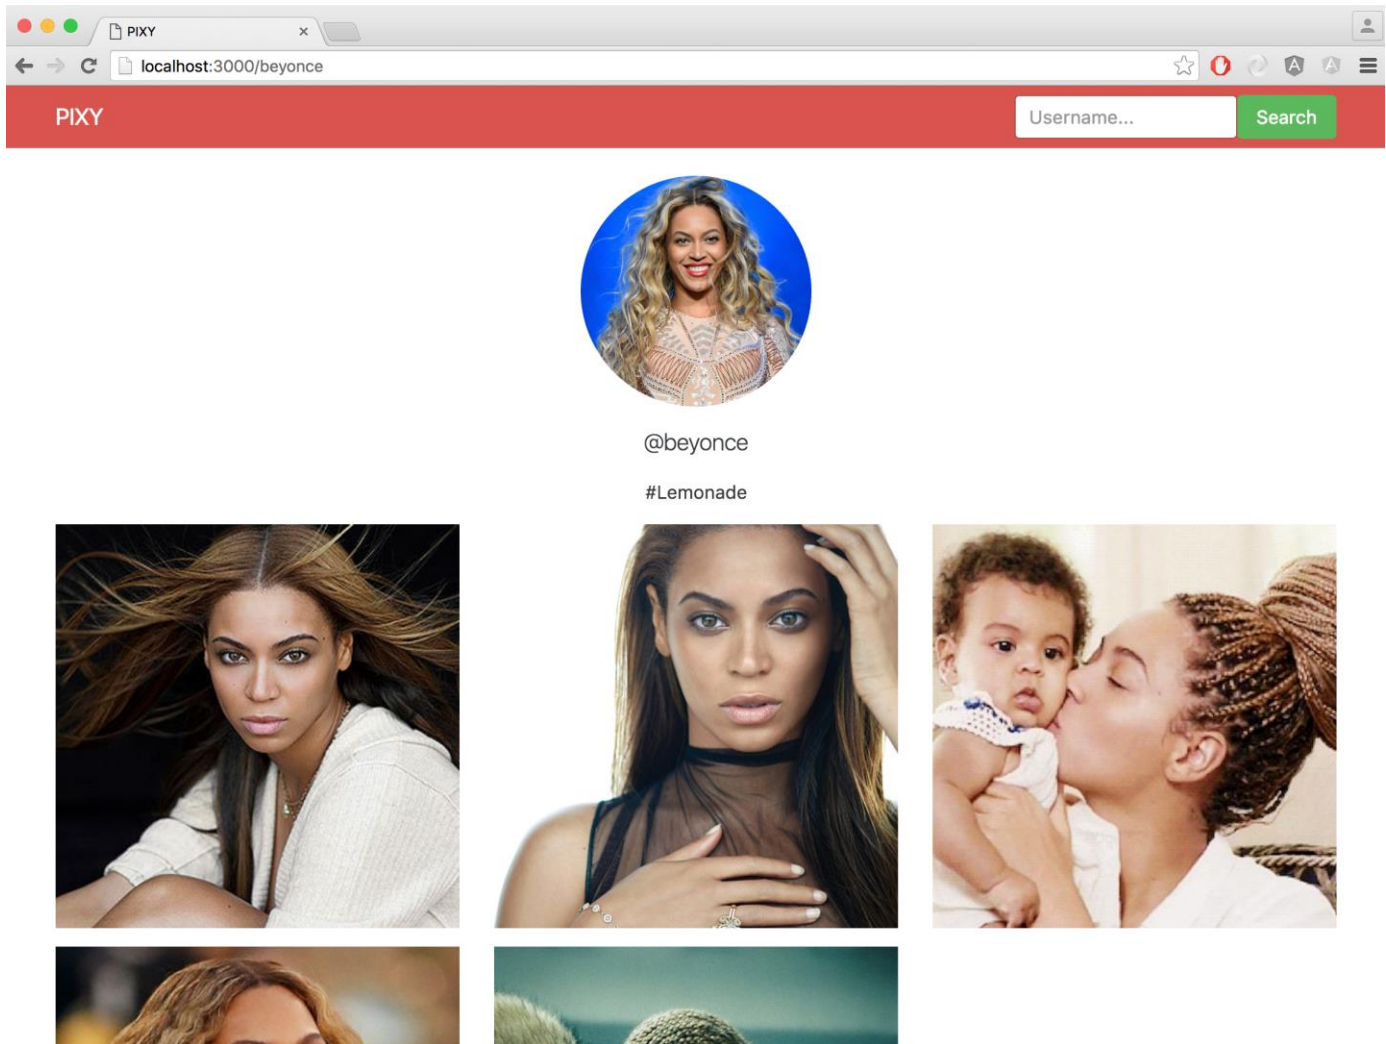 PIXY
localhost:3000/beyonce
PIXY
Username...
Search
@beyonce
#Lemonade